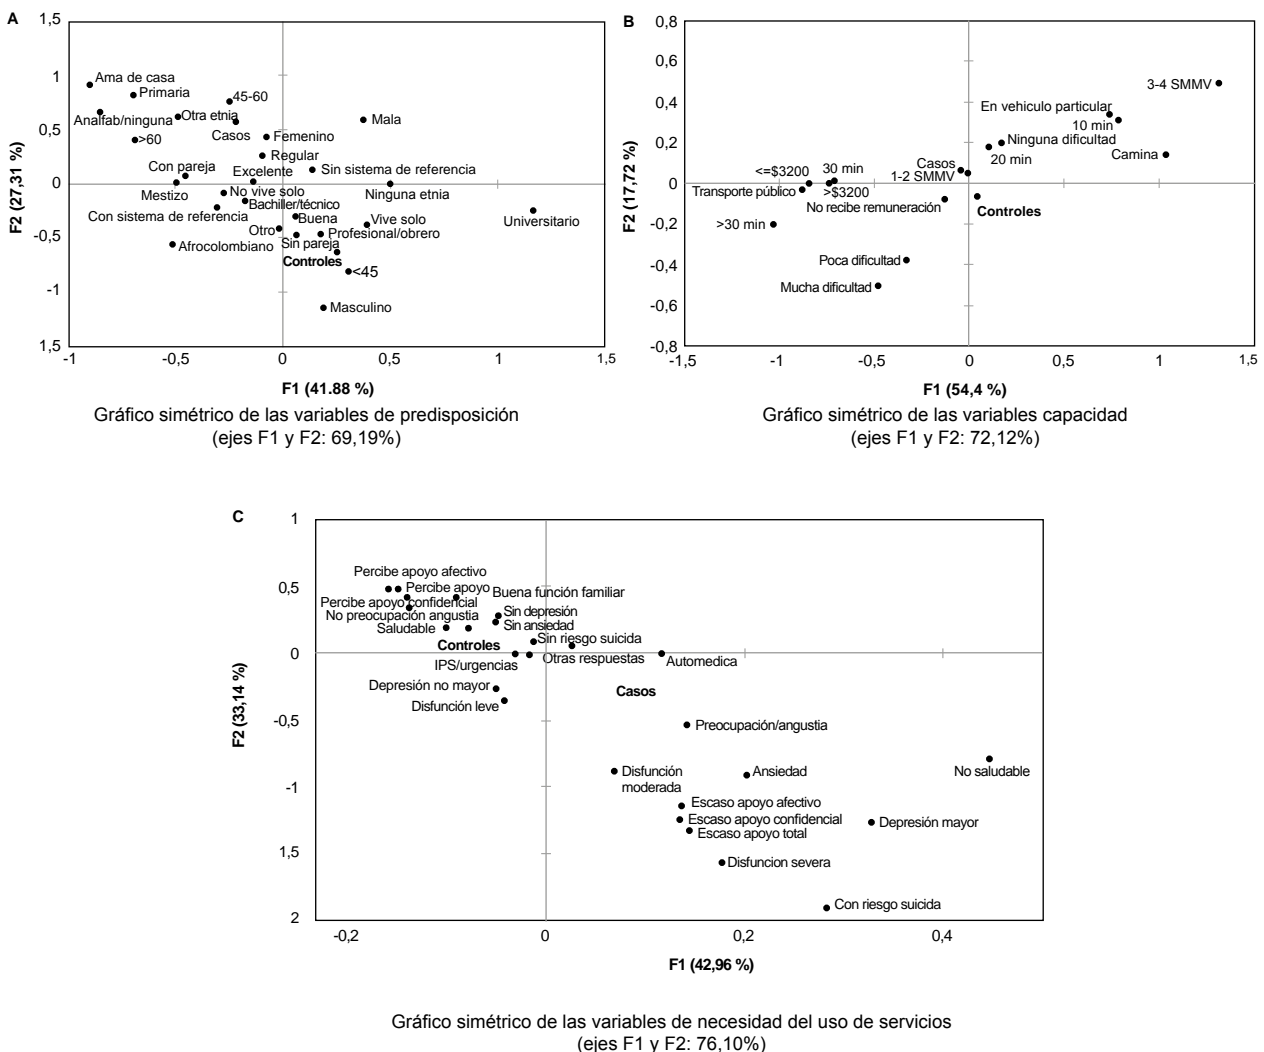 A
1,5
1
0,5
0
-0,5
-1
1,5
F2 (27,31 %)
Ama de casa
Primaria
45-60
Analfab/ninguna
Otra etnia
Mala
>60
Casos
Femenino
Regular
Con pareja
Excelente
Sin sistema de referencia
Mestizo
No vive solo
Ninguna etnia
Bachiller/técnico
Con sistema de referencia
Buena
Vive solo
Universitario
Otro
Profesional/obrero
Afrocolombiano
Sin pareja
Controles
<45
Masculino
-1
-0,5
0
0,5
1
1,5
F1 (41.88 %)
Gráfico simétrico de las variables de predisposición
(ejes F1 y F2: 69,19%)
B
0,8
0,6
0,4
0,2
0
-0,2
-0,4
-0,6
-0,8
F2 (17,72 %)
3-4 SMMV
En vehiculo particular
10 min
Ninguna dificultad
20 min
Camina
Casos
1-2 SMMV
<=$3200
30 min
Transporte público
>$3200
No recibe remuneración
Controles
>30 min
Poca dificultad
Mucha dificultad
-1,5
-1
-0,5
0
0,5
1
1,5
F1 (54,4 %)
Gráfico simétrico de las variables capacidad
(ejes F1 y F2: 72,12%)
C
1
0,5
0
-0,5
-1
1,5
2
F2 (33,14 %)
Percibe apoyo afectivo
Percibe apoyo
Buena función familiar
Percibe apoyo confidencial
No preocupación angustia
Sin depresión
Saludable
Sin ansiedad
Controles
Sin riesgo suicida
IPS/urgencias
Otras respuestas
Automedica
Depresión no mayor
Casos
Disfunción leve
Preocupación/angustia
Disfunción
moderada
Ansiedad
No saludable
Escaso apoyo afectivo
Escaso apoyo confidencial
Escaso apoyo total
Depresión mayor
Disfuncion severa
Con riesgo suicida
-0,2
0
0,2
0,4
F1 (42,96 %)
Gráfico simétrico de las variables de necesidad del uso de servicios
(ejes F1 y F2: 76,10%)